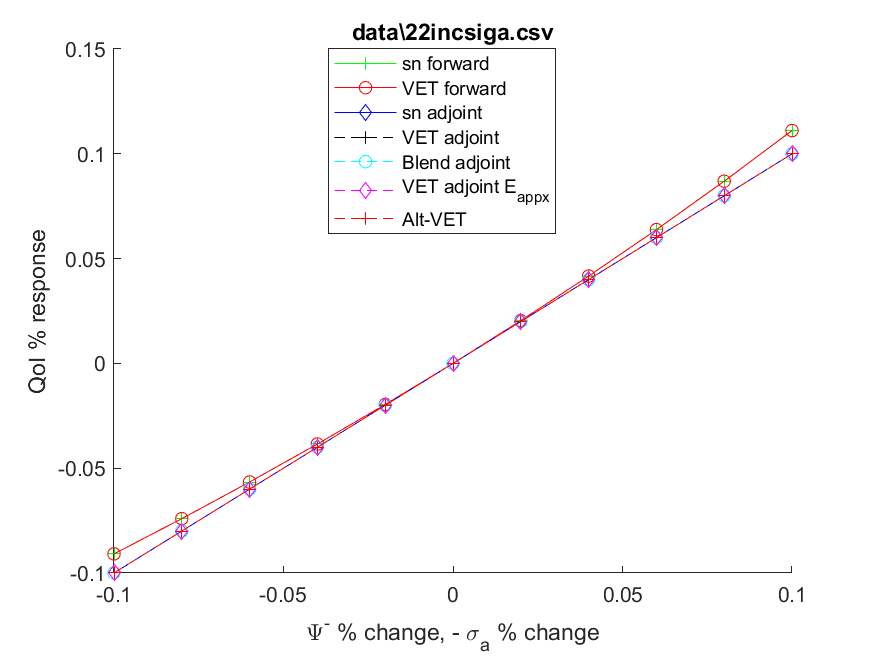 data\22incsiga.csv
sn forward
VET forward
sn adjoint
VET adjoint
Blend adjoint
VET adjoint E_appx
Alt-VET
0.15
0.1
0.05
0
-0.05
-0.1
QoI % response
-0.1 -0.05 0 0.05 0.1
Ψ⁻ % change, - σ_a % change